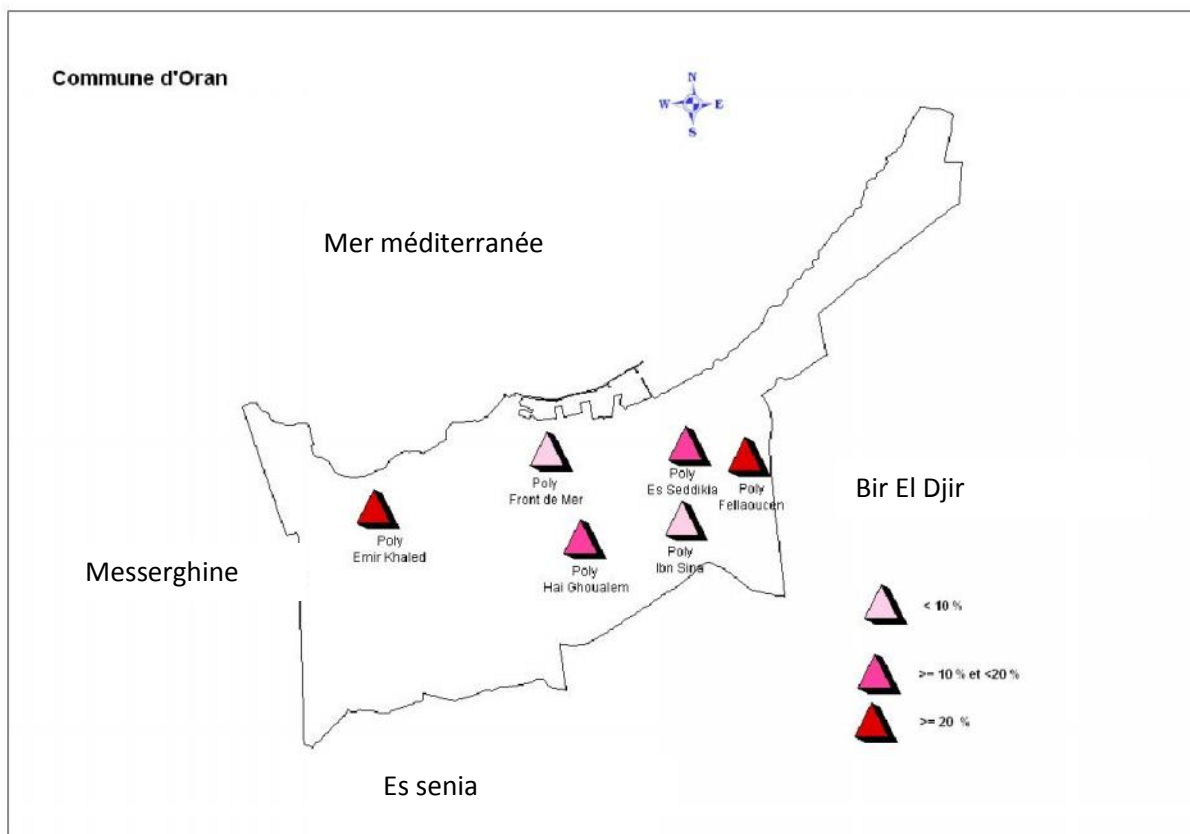 Commune d'Oran
N
W E
S
Mer méditerranée
Poly
Front de Mer
Poly
Es Seddikia
Poly
Fellaoucen
Bir El Djir
Poly
Emir Khaled
Poly
Hai Ghoualem
Poly
Ibn Sina
Messerghine
< 10 %
>= 10 % et <20 %
>= 20 %
Es senia